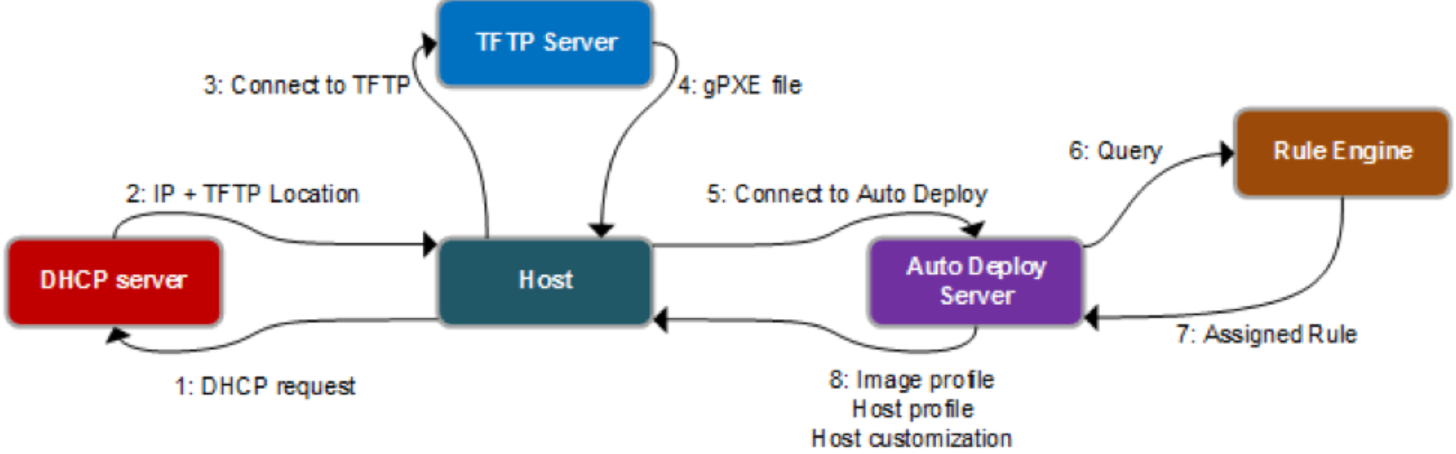 TFTP Server
3: Connect to TFTP
4: gPXE file
6: Query
Rule Engine
2: IP + TFTP Location
5: Connect to Auto Deploy
DHCP server
Host
Auto Deploy
Server
7: Assigned Rule
1: DHCP request
8: Image profile
Host profile
Host customization